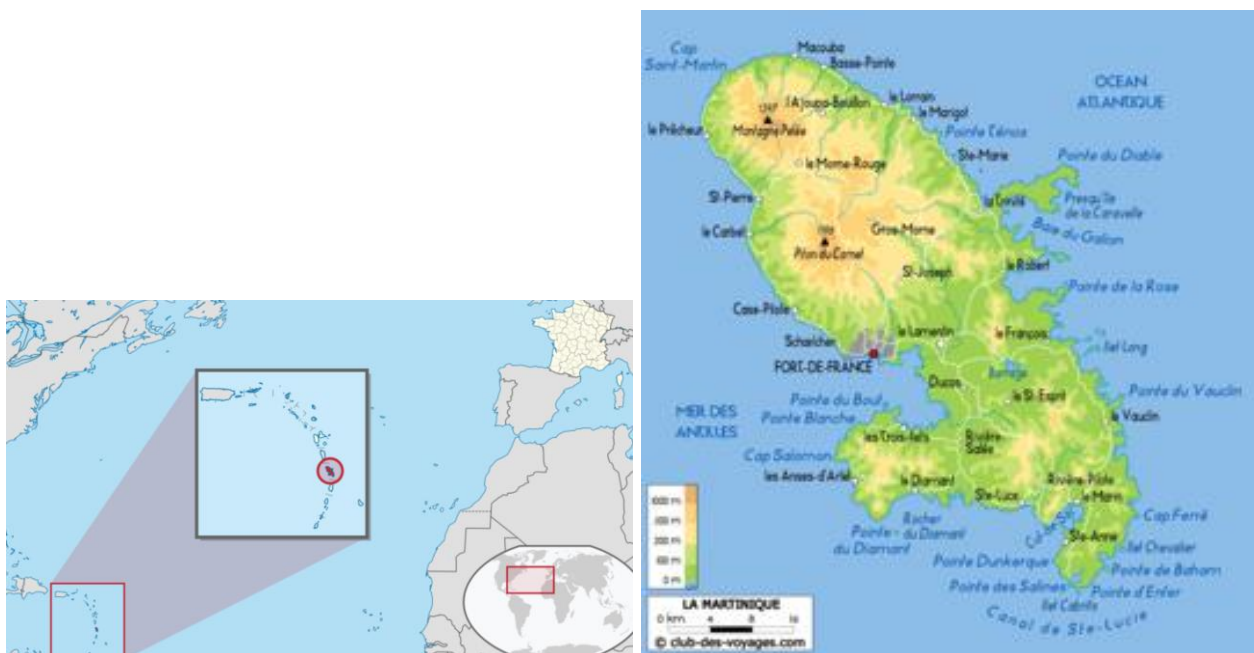 Cap
Saint-Martin
Macouba
Basse-Pointe
OCEAN
ATLANTIQUE
l'Ajoupa-Bouillon
le Lorrain
le Marigot
1397
Montagne Pelée
le Prêcheur
Pointe Ténos
Ste-Marie
Pointe du Diable
le Morne-Rouge
St-Pierre
la Trinité
Presqu'île
de la Caravelle
le Carbet
Gros-Morne
Baie du Galion
St-Joseph
le Robert
Pointe de la Rose
Case-Pilote
le Lamentin
le François
Ilet Long
FORT-DE-FRANCE
Ducos
Pointe du Bout
Pointe Blanche
le St-Esprit
Pointe du Vauclin
MER DES
ANTILLES
le Vauclin
les Trois-Ilets
Rivière
Salée
Cap Salomon
les Anses-d'Arlet
le Diamant
Rivière-Pilote
Ste-Luce
le Marin
Cap Ferré
Rocher
du Diamant
Pointe
du Diamant
Ste-Anne
Ilet Chevalier
Pointe Dunkerque
Pointe de Baham
Pointe des Salines
Pointe d'Enfer
Ilet Cabrits
Canal de Ste-Lucie
1000 m
0 m
LA MARTINIQUE
0 km
4
8
© club-des-voyages.com